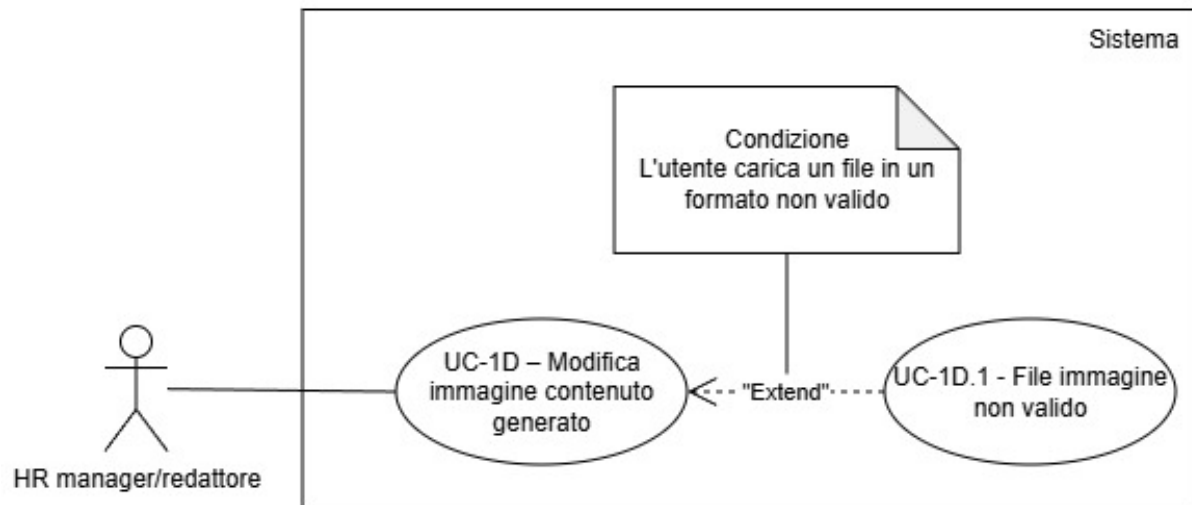 Sistema
Condizione
L'utente carica un file in un
formato non valido
UC-1D – Modifica
immagine contenuto
generato
"Extend"
UC-1D.1 - File immagine
non valido
HR manager/redattore